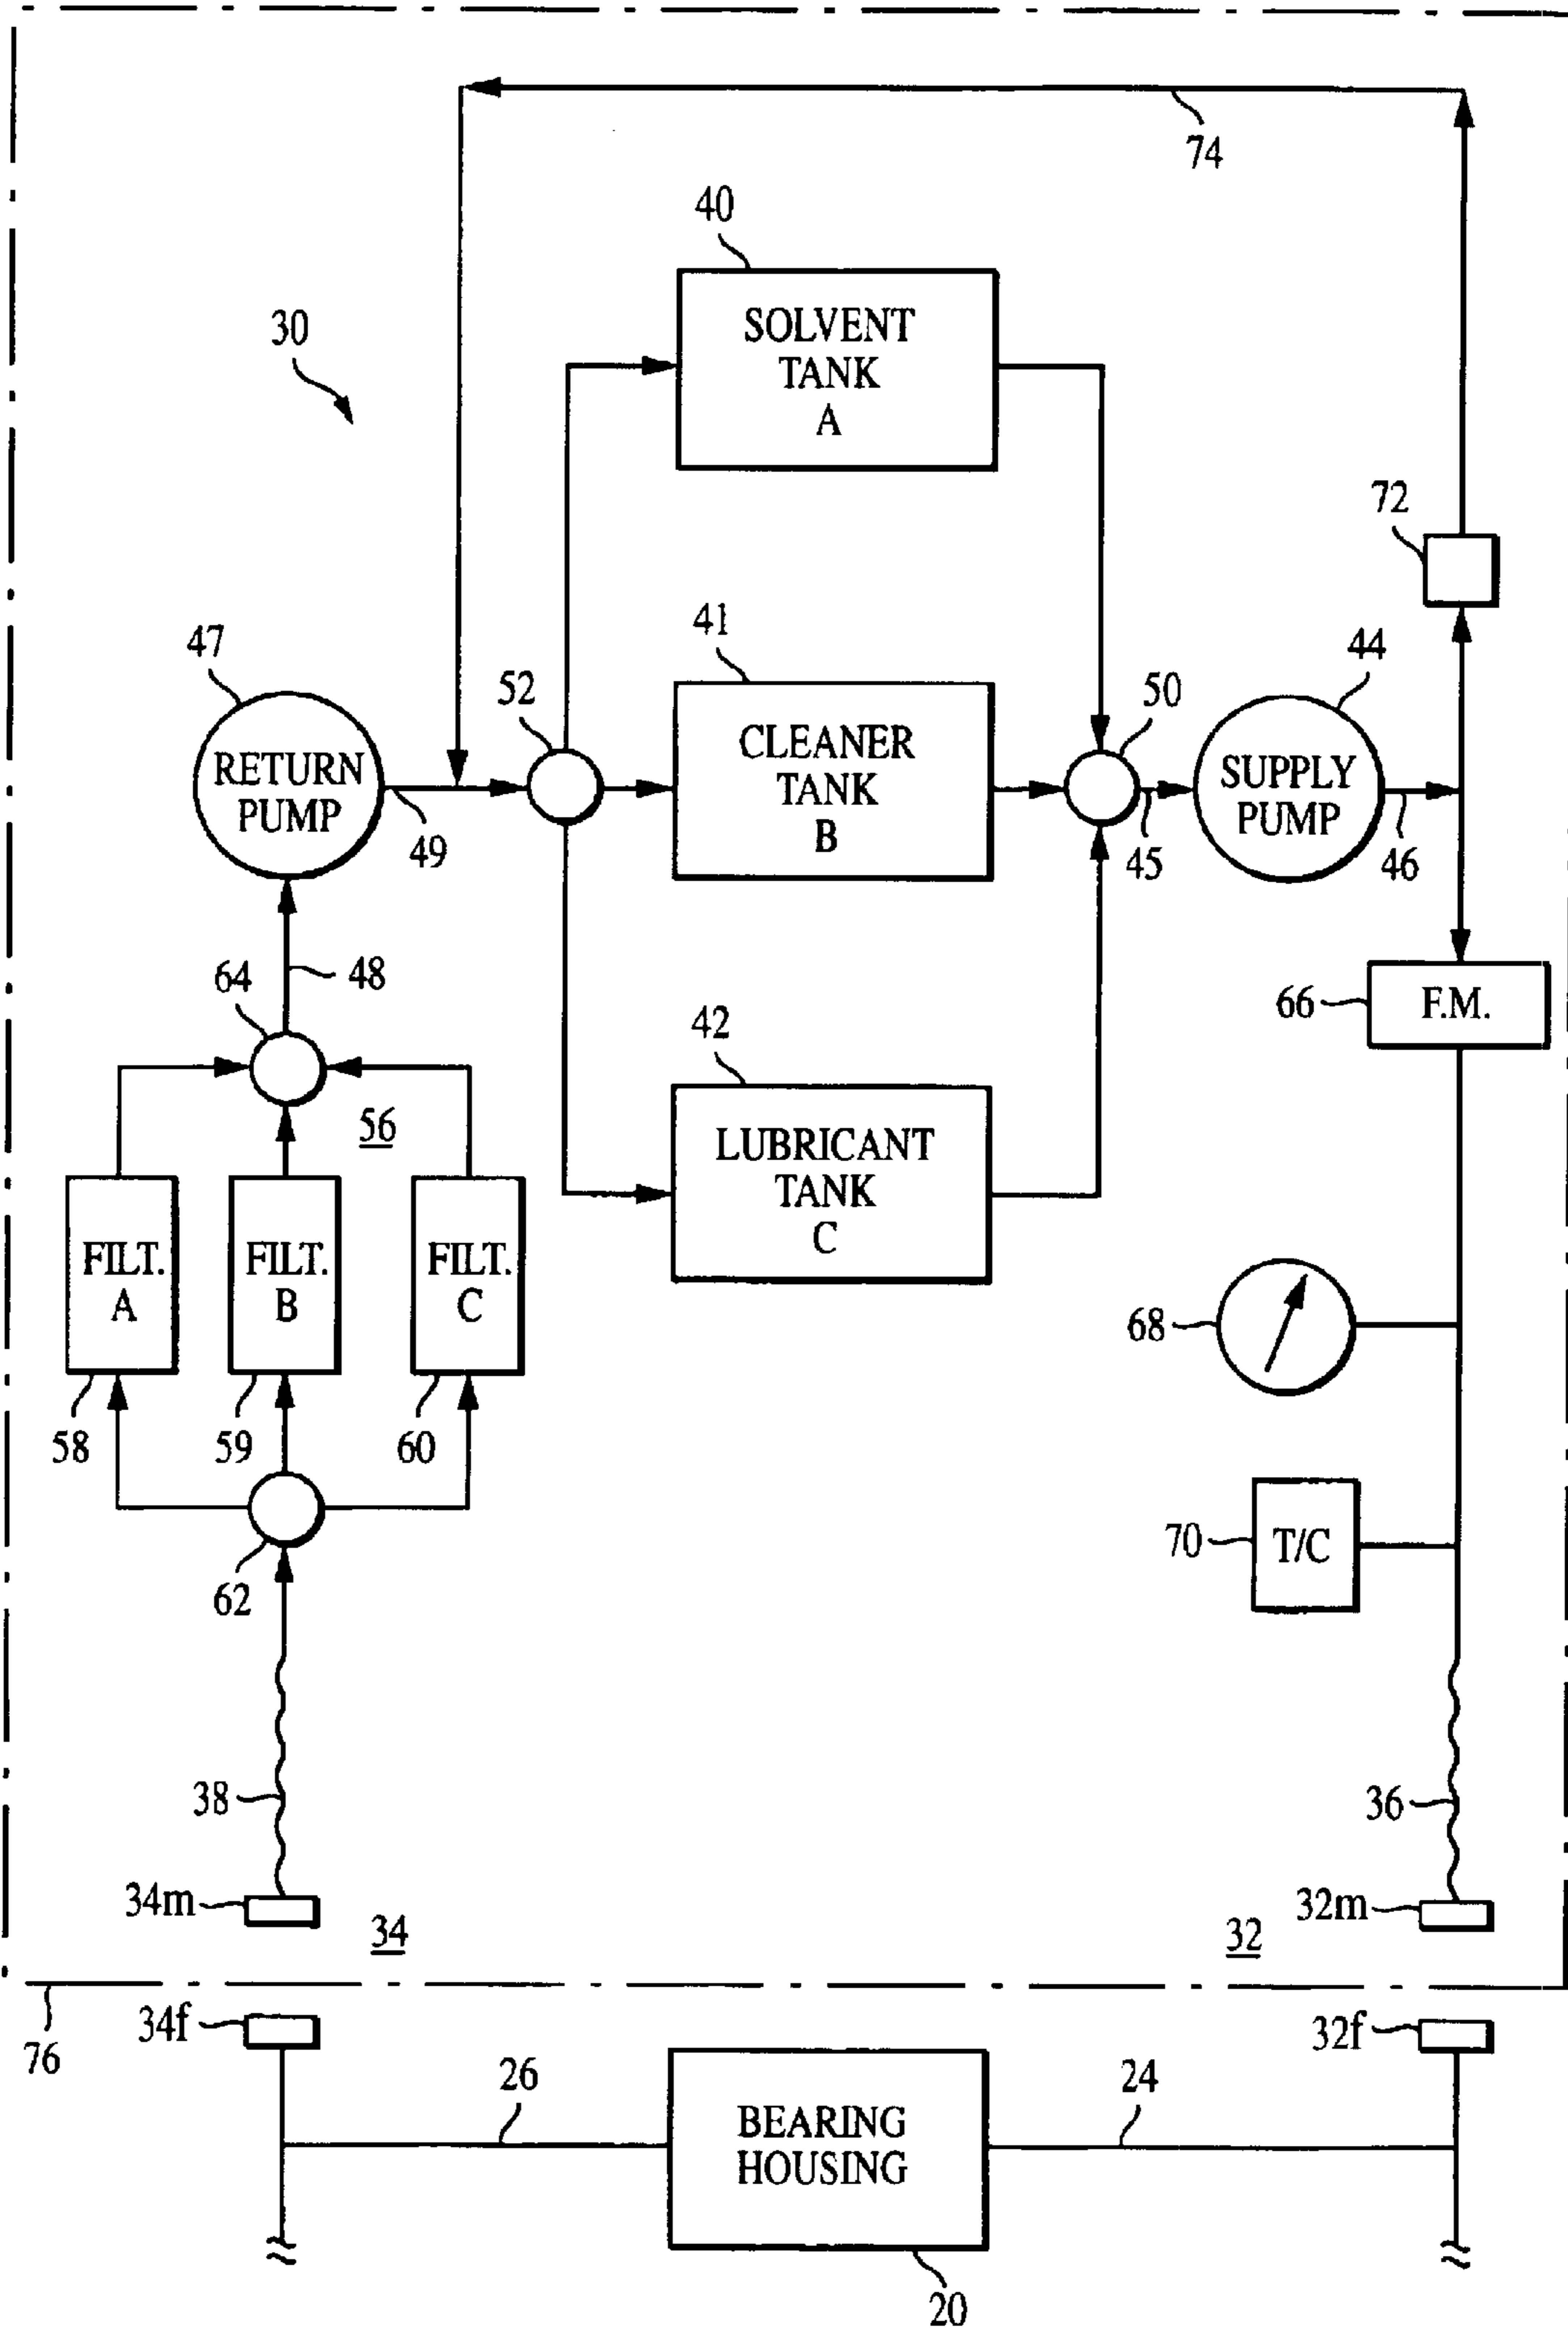 74
40
SOLVENT
TANK
A
30
72
47
41
44
52
50
RETURN
PUMP
CLEANER
TANK
B
SUPPLY
PUMP
49
45
46
64
48
66
F.M.
42
56
LUBRICANT
TANK
C
FILT.
A
FILT.
B
FILT.
C
68
58
59
60
70
T/C
62
38
36
34m
32m
34
32
34f
32f
76
26
24
BEARING
HOUSING
20